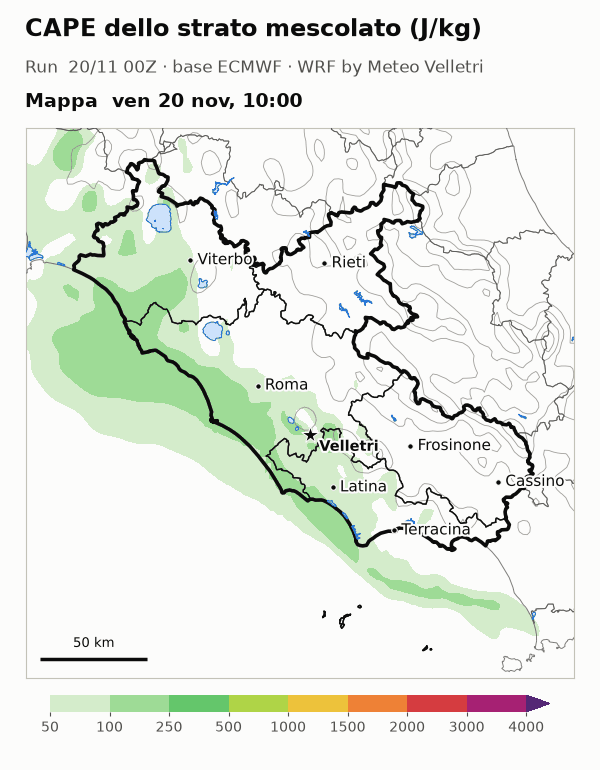 CAPE dello strato mescolato (J/kg)
Run  20/11 00Z · base ECMWF · WRF by Meteo Velletri
Mappa  ven 20 nov, 10:00
Viterbo
Rieti
Roma
Velletri
Frosinone
Latina
Cassino
Terracina
50 km
50 100 250 500 1000 1500 2000 3000 4000